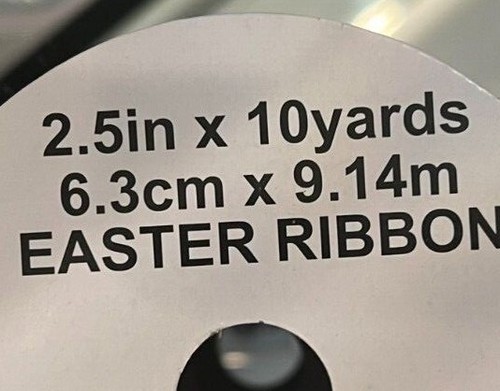 2.5in x 10yards
6.3cm x 9.14m
EASTER RIBBON